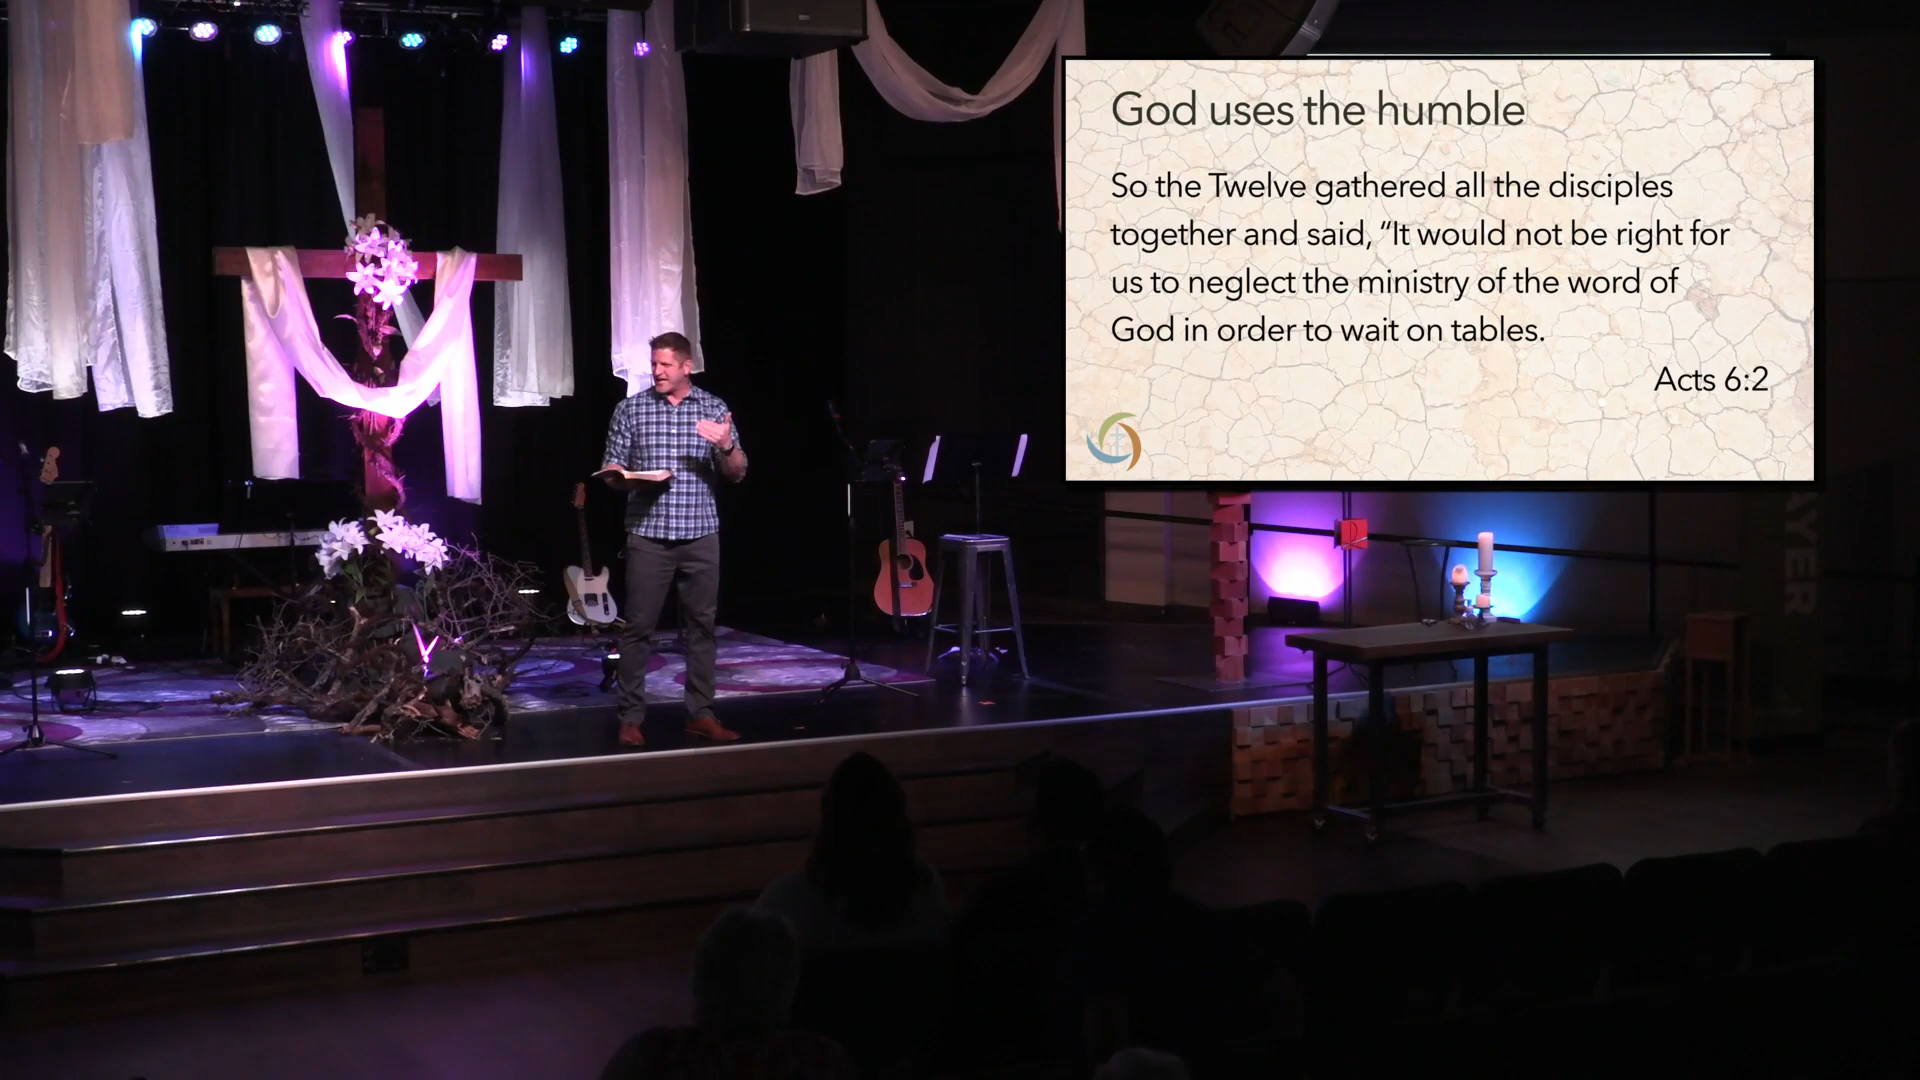 God uses the humble
So the Twelve gathered all the disciples
together and said, “It would not be right for
us to neglect the ministry of the word of
God in order to wait on tables.
Acts 6:2
AYER